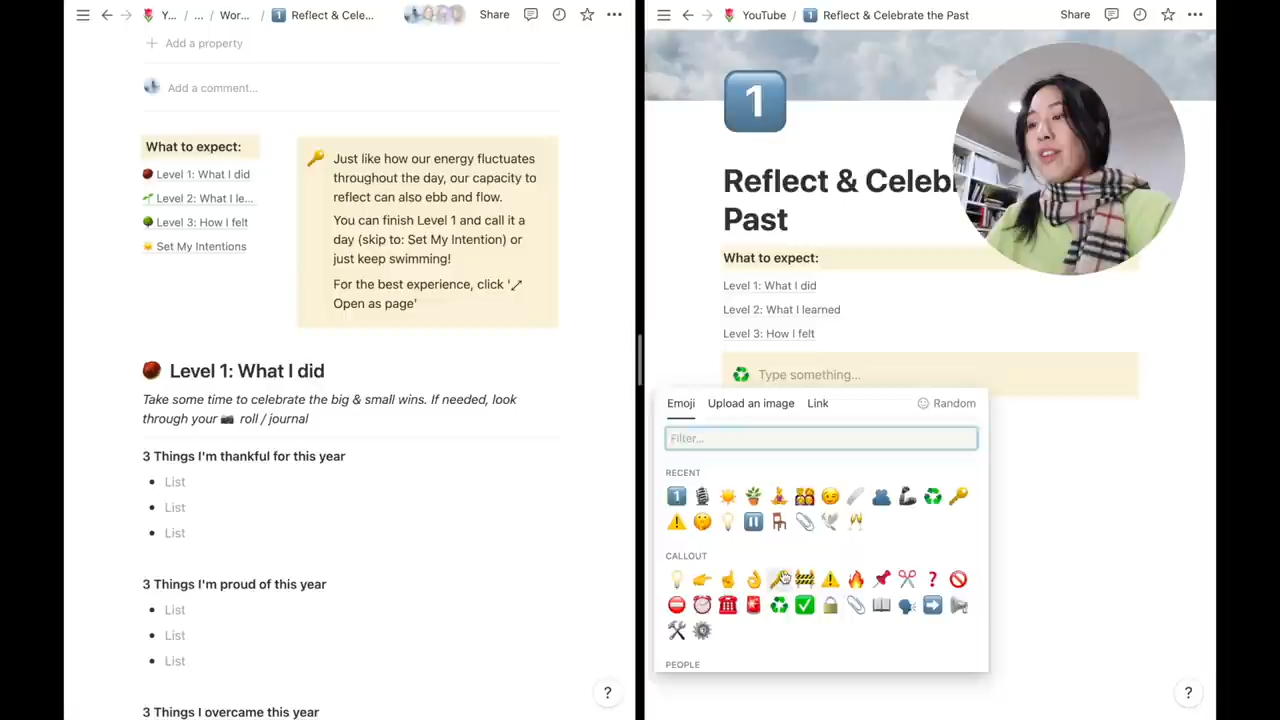 Y... / ... / Wor... / Reflect & Cele...
Share
Add a property
Add a comment...
What to expect:
Level 1: What I did
Level 2: What I le...
Level 3: How I felt
Set My Intentions
Just like how our energy fluctuates
throughout the day, our capacity to
reflect can also ebb and flow.
You can finish Level 1 and call it a
day (skip to: Set My Intention) or
just keep swimming!
For the best experience, click '⤢
Open as page'
Level 1: What I did
Take some time to celebrate the big & small wins. If needed, look
through your 📷 roll / journal
3 Things I'm thankful for this year
• List
• List
• List
3 Things I'm proud of this year
• List
• List
• List
3 Things I overcame this year
?
YouTube / 1 Reflect & Celebrate the Past
Share
1
Reflect & Celeb
Past
What to expect:
Level 1: What I did
Level 2: What I learned
Level 3: How I felt
Type something...
Emoji Upload an image Link Random
Filter...
RECENT
CALLOUT
PEOPLE
?